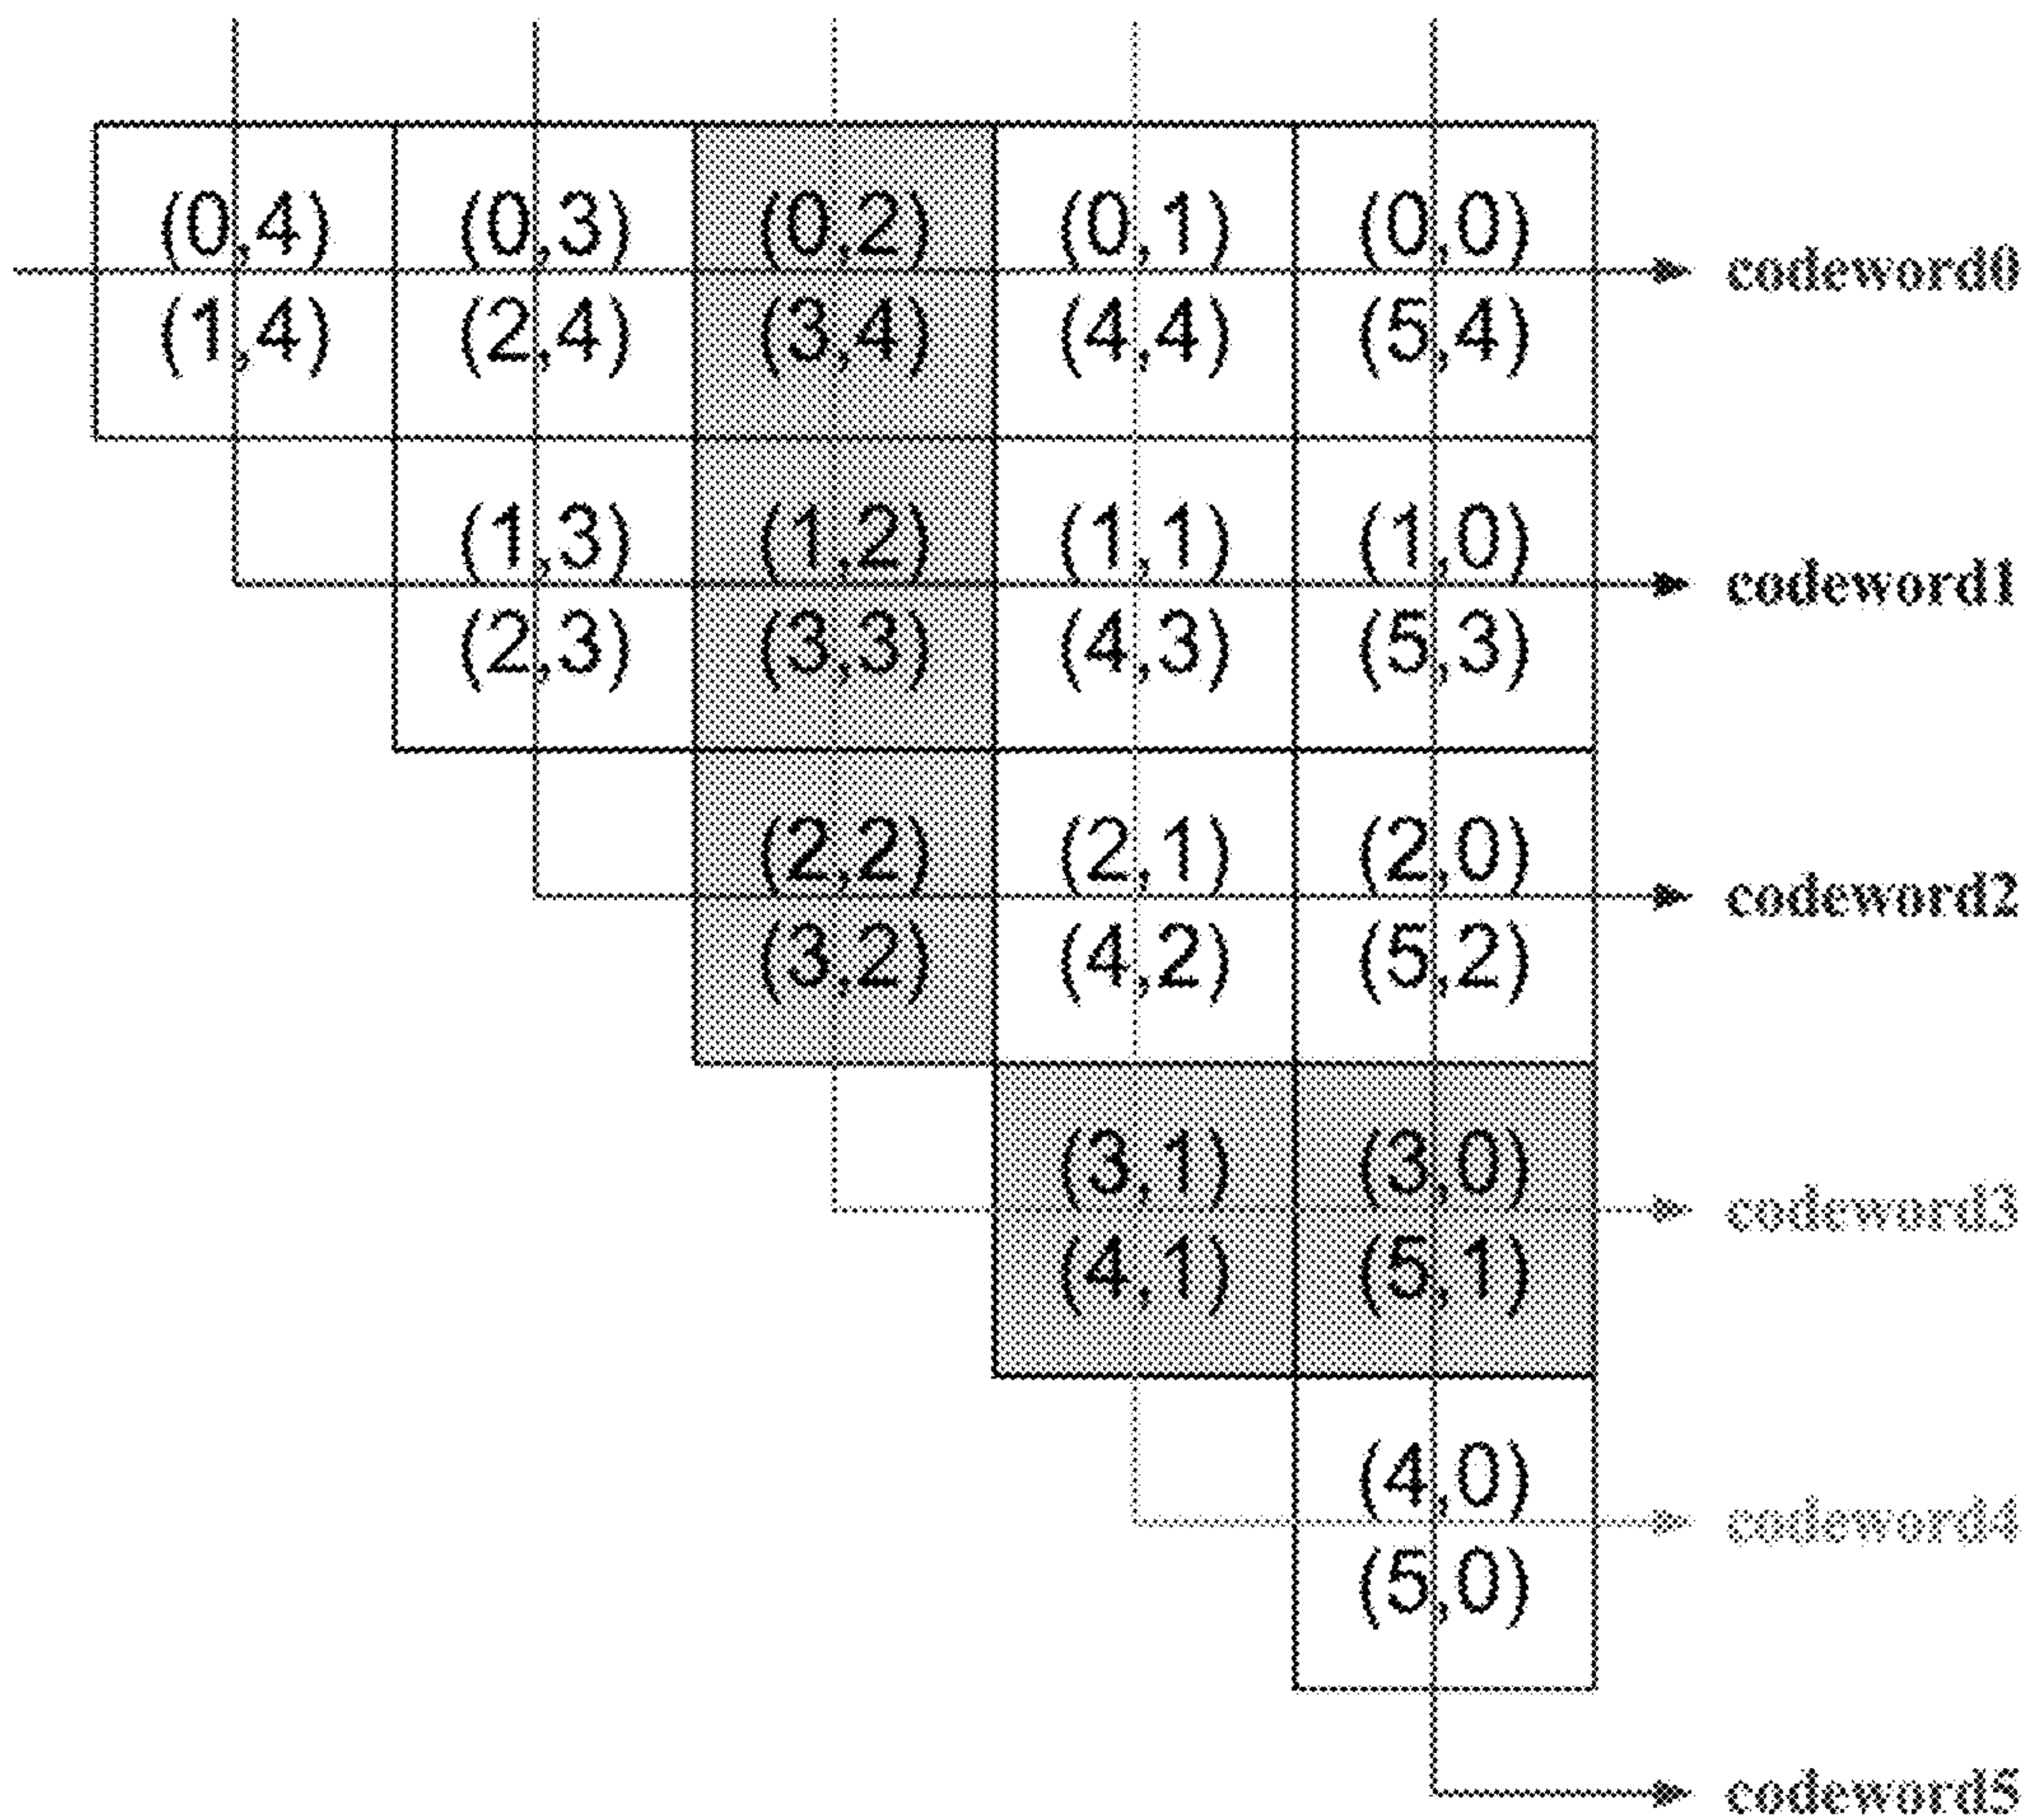 (0,4) (0,3) (0,2) (0,1) (0,0)
codeword0
(1,4) (2,4) (3,4) (4,4) (5,4)
(1,3) (1,2) (1,1) (1,0)
codeword1
(2,3) (3,3) (4,3) (5,3)
(2,2) (2,1) (2,0)
codeword2
(3,2) (4,2) (5,2)
(3,1) (3,0)
codeword3
(4,1) (5,1)
(4,0)
codeword4
(5,0)
codeword5